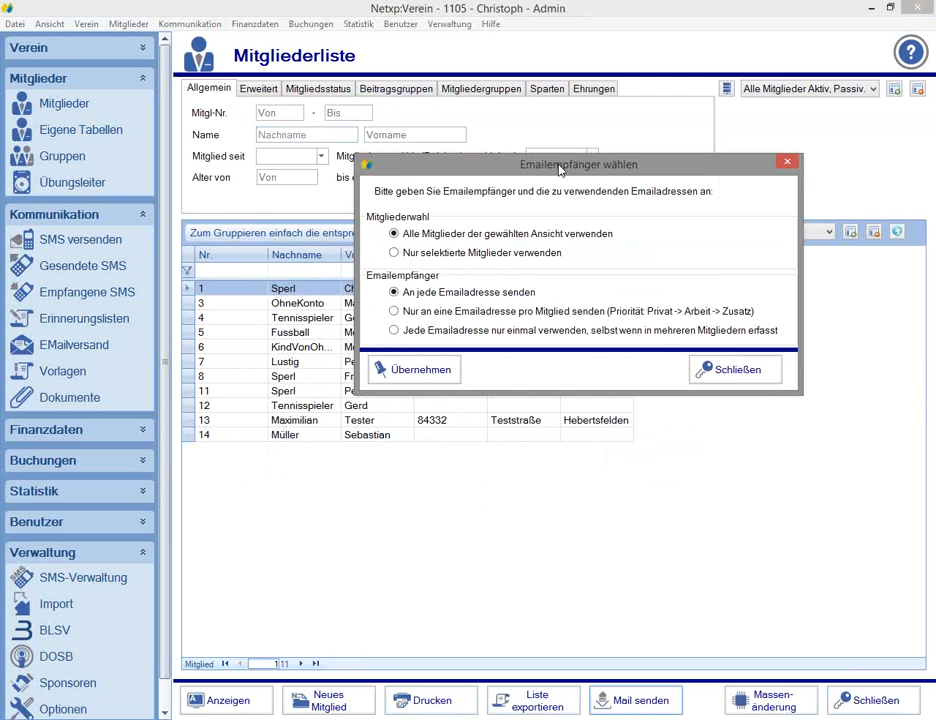 Netxp:Verein - 1105 - Christoph - Admin
Datei Ansicht Verein Mitglieder Kommunikation Finanzdaten Buchungen Statistik Benutzer Verwaltung Hilfe
Verein
Mitglieder
Mitglieder
Eigene Tabellen
Gruppen
Übungsleiter
Kommunikation
SMS versenden
Gesendete SMS
Empfangene SMS
Erinnerungslisten
EMailversand
Vorlagen
Dokumente
Finanzdaten
Buchungen
Statistik
Benutzer
Verwaltung
SMS-Verwaltung
Import
BLSV
DOSB
Sponsoren
Optionen
Mitgliederliste
Allgemein Erweitert Mitgliedsstatus Beitragsgruppen Mitgliedergruppen Sparten Ehrungen
Alle Mitglieder Aktiv, Passiv.
Mitgl-Nr. Von - Bis
Name Nachname Vorname
Mitglied seit
Alter von Von bis
Zum Gruppieren einfach die
Nr. Nachname
1 Sperl
3 OhneKonto
4 Tennisspieler
5 Fussball
6 KindVonOh...
7 Lustig
8 Sperl
11 Sperl
12 Tennisspieler Gerd
13 Maximilian Tester 84332 Teststraße Hebertsfelden
14 Müller Sebastian
Emailempfänger wählen
Bitte geben Sie Emailempfänger und die zu verwendenden Emailadressen an:
Mitgliederwahl
Alle Mitglieder der gewählten Ansicht verwenden
Nur selektierte Mitglieder verwenden
Emailempfänger
An jede Emailadresse senden
Nur an eine Emailadresse pro Mitglied senden (Priorität: Privat -> Arbeit -> Zusatz)
Jede Emailadresse nur einmal verwenden, selbst wenn in mehreren Mitgliedern erfasst
Übernehmen Schließen
Mitglied 1 11
Anzeigen
Neues Mitglied
Drucken
Liste exportieren
Mail senden
Massen-änderung
Schließen